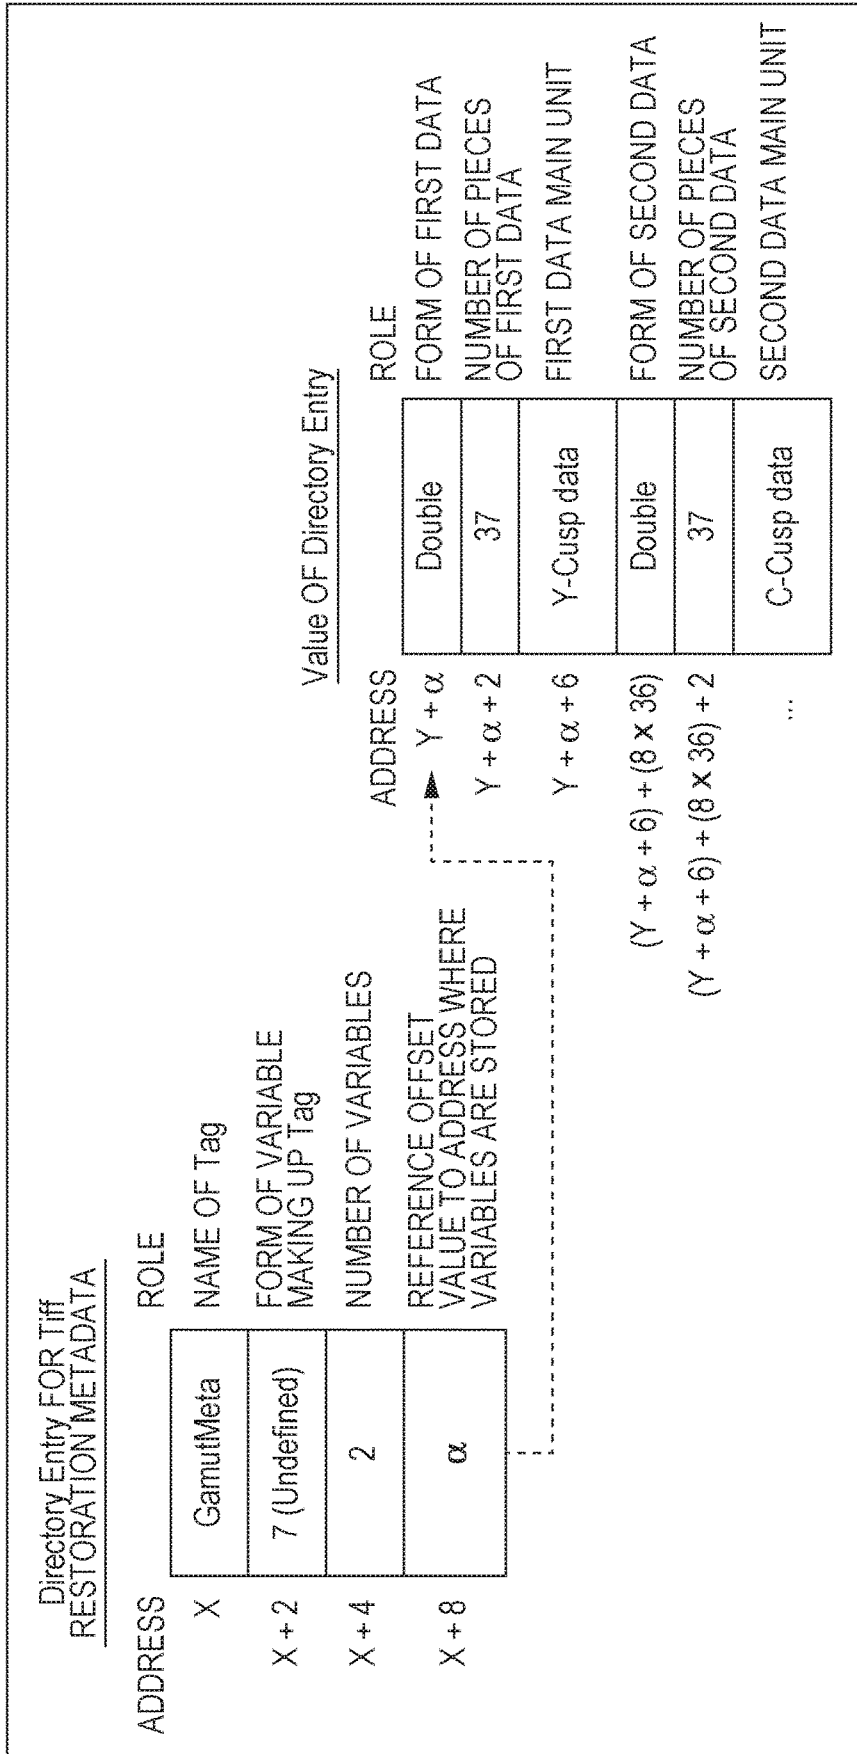 Directory Entry FOR Tiff
RESTORATION METADATA
ADDRESS
ROLE
X
GamutMeta
NAME OF Tag
X + 2
7 (Undefined)
FORM OF VARIABLE
MAKING UP Tag
X + 4
2
NUMBER OF VARIABLES
X + 8
α
REFERENCE OFFSET
VALUE TO ADDRESS WHERE
VARIABLES ARE STORED
Value OF Directory Entry
ADDRESS
ROLE
Y + α
Double
FORM OF FIRST DATA
Y + α + 2
37
NUMBER OF PIECES
OF FIRST DATA
Y + α + 6
Y-Cusp data
FIRST DATA MAIN UNIT
(Y + α + 6) + (8 x 36)
Double
FORM OF SECOND DATA
(Y + α + 6) + (8 x 36) + 2
37
NUMBER OF PIECES
OF SECOND DATA
...
C-Cusp data
SECOND DATA MAIN UNIT